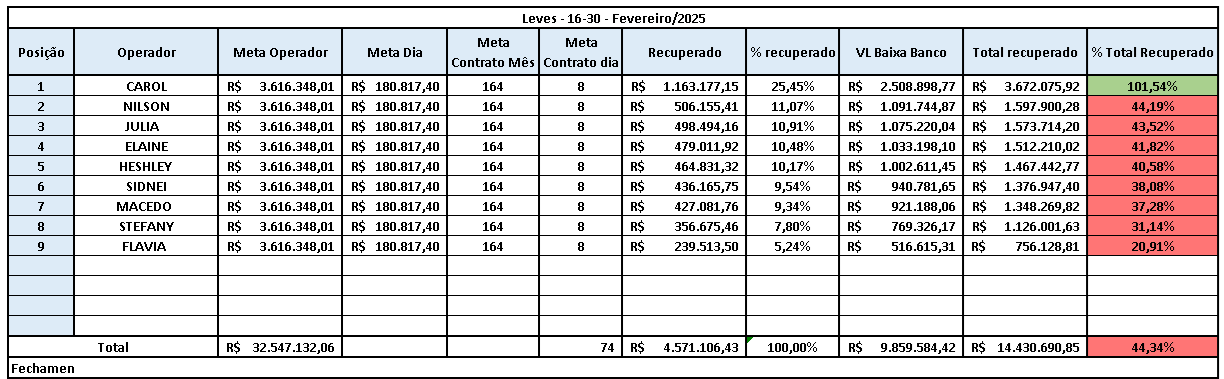 Leves - 16-30 - Fevereiro/2025
Posição Operador Meta Operador Meta Dia Meta Contrato Mês Meta Contrato dia Recuperado % recuperado VL Baixa Banco Total recuperado % Total Recuperado
1 CAROL R$ 3.616.348,01 R$ 180.817,40 164 8 R$ 1.163.177,15 25,45% R$ 2.508.898,77 R$ 3.672.075,92 101,54%
2 NILSON R$ 3.616.348,01 R$ 180.817,40 164 8 R$ 506.155,41 11,07% R$ 1.091.744,87 R$ 1.597.900,28 44,19%
3 JULIA R$ 3.616.348,01 R$ 180.817,40 164 8 R$ 498.494,16 10,91% R$ 1.075.220,04 R$ 1.573.714,20 43,52%
4 ELAINE R$ 3.616.348,01 R$ 180.817,40 164 8 R$ 479.011,92 10,48% R$ 1.033.198,10 R$ 1.512.210,02 41,82%
5 HESHLEY R$ 3.616.348,01 R$ 180.817,40 164 8 R$ 464.831,32 10,17% R$ 1.002.611,45 R$ 1.467.442,77 40,58%
6 SIDNEI R$ 3.616.348,01 R$ 180.817,40 164 8 R$ 436.165,75 9,54% R$ 940.781,65 R$ 1.376.947,40 38,08%
7 MACEDO R$ 3.616.348,01 R$ 180.817,40 164 8 R$ 427.081,76 9,34% R$ 921.188,06 R$ 1.348.269,82 37,28%
8 STEFANY R$ 3.616.348,01 R$ 180.817,40 164 8 R$ 356.675,46 7,80% R$ 769.326,17 R$ 1.126.001,63 31,14%
9 FLAVIA R$ 3.616.348,01 R$ 180.817,40 164 8 R$ 239.513,50 5,24% R$ 516.615,31 R$ 756.128,81 20,91%
Total R$ 32.547.132,06 74 R$ 4.571.106,43 100,00% R$ 9.859.584,42 R$ 14.430.690,85 44,34%
Fechamen